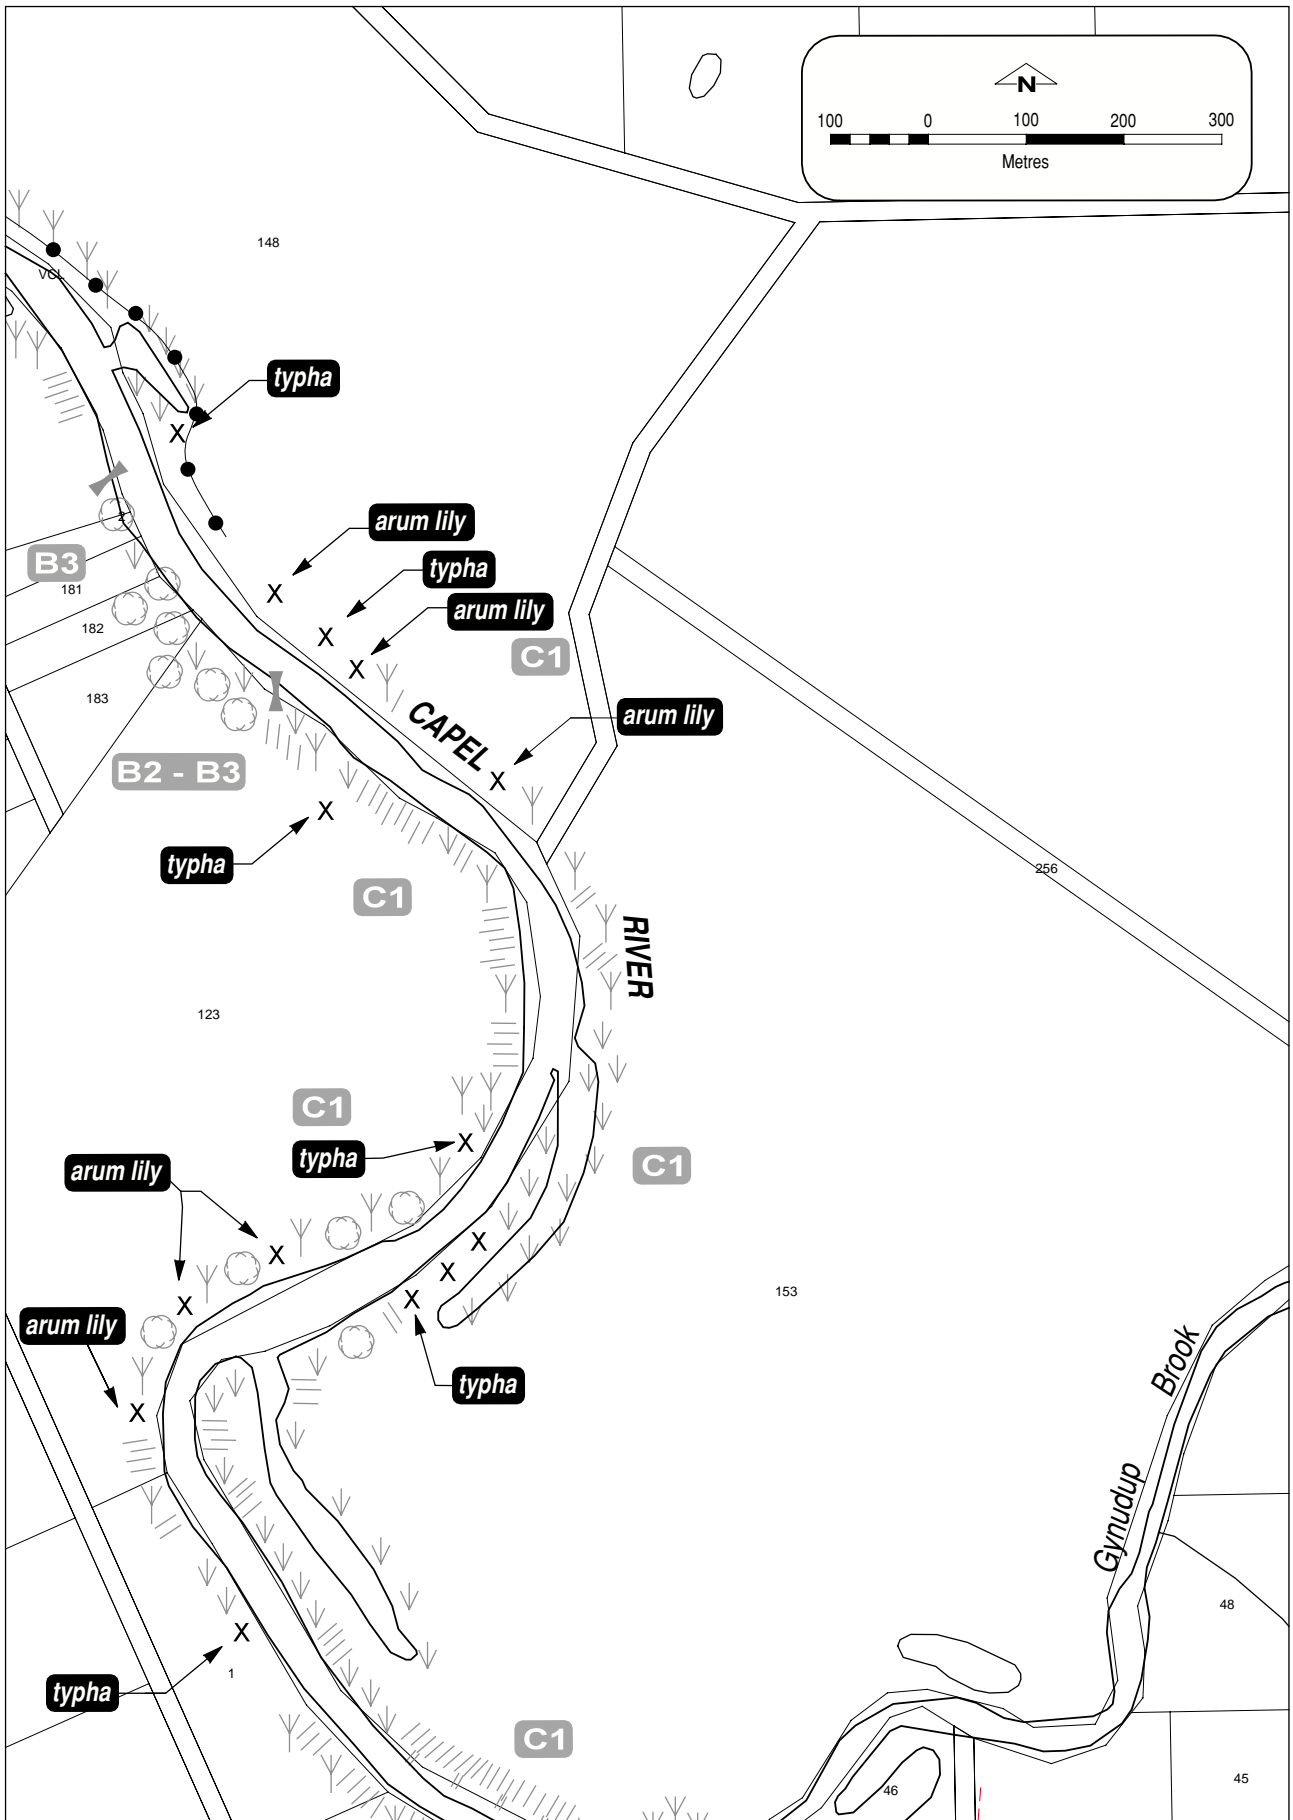 N
100 0 100 200 300
Metres
148
VCL
typha
X
arum lily
X
2
typha
B3
X
181
arum lily
X
182
C1
183
CAPEL
arum lily
X
B2 - B3
X
typha
256
C1
RIVER
123
C1
X
typha
C1
arum lily
X
X
X
153
X
X
arum lily
Brook
typha
X
Gynudup
48
X
1
typha
C1
45
46